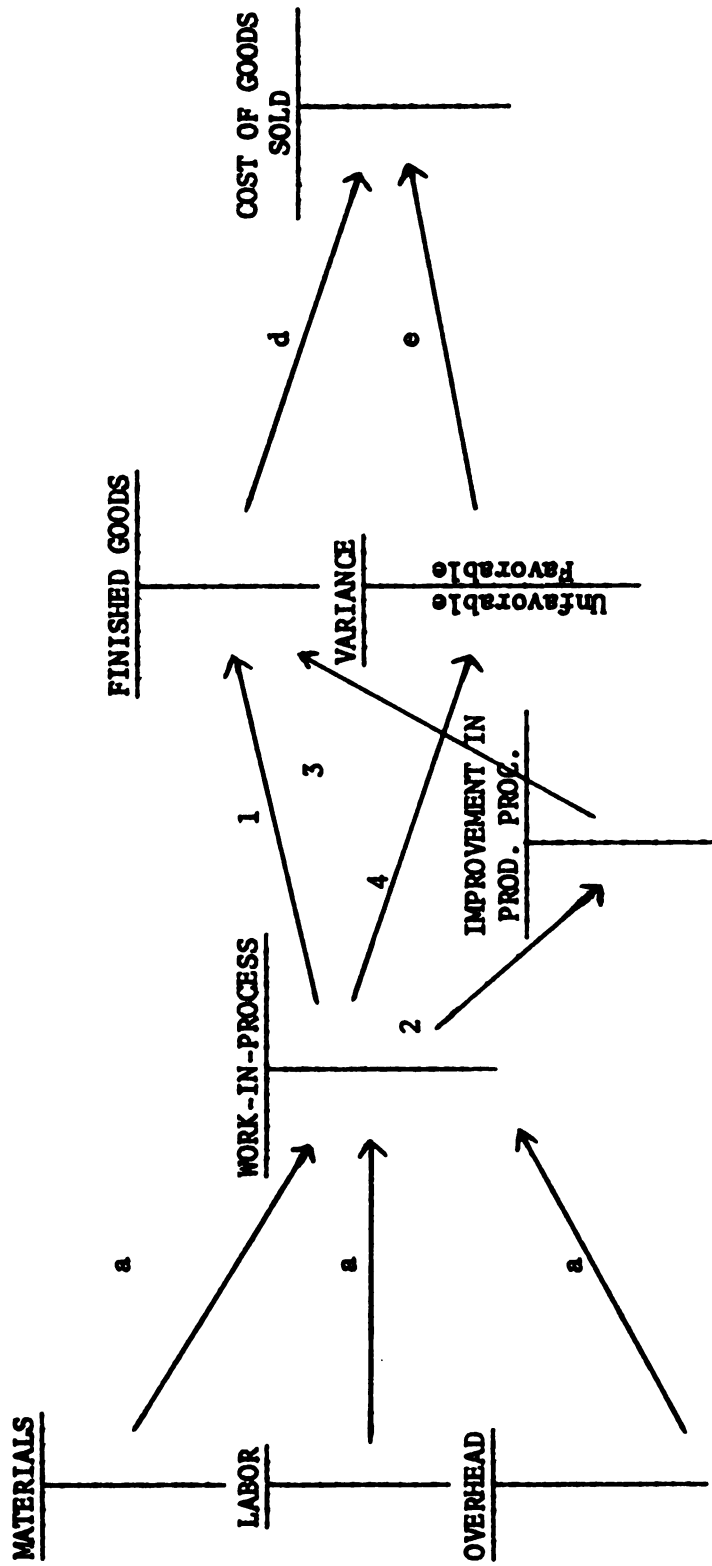 MATERIALS
LABOR
OVERHEAD
a
a
a
WORK-IN-PROCESS
1
3
4
2
IMPROVEMENT IN
PROD. PROC.
FINISHED GOODS
VARIANCE
Unfavorable
Favorable
d
e
COST OF GOODS
SOLD